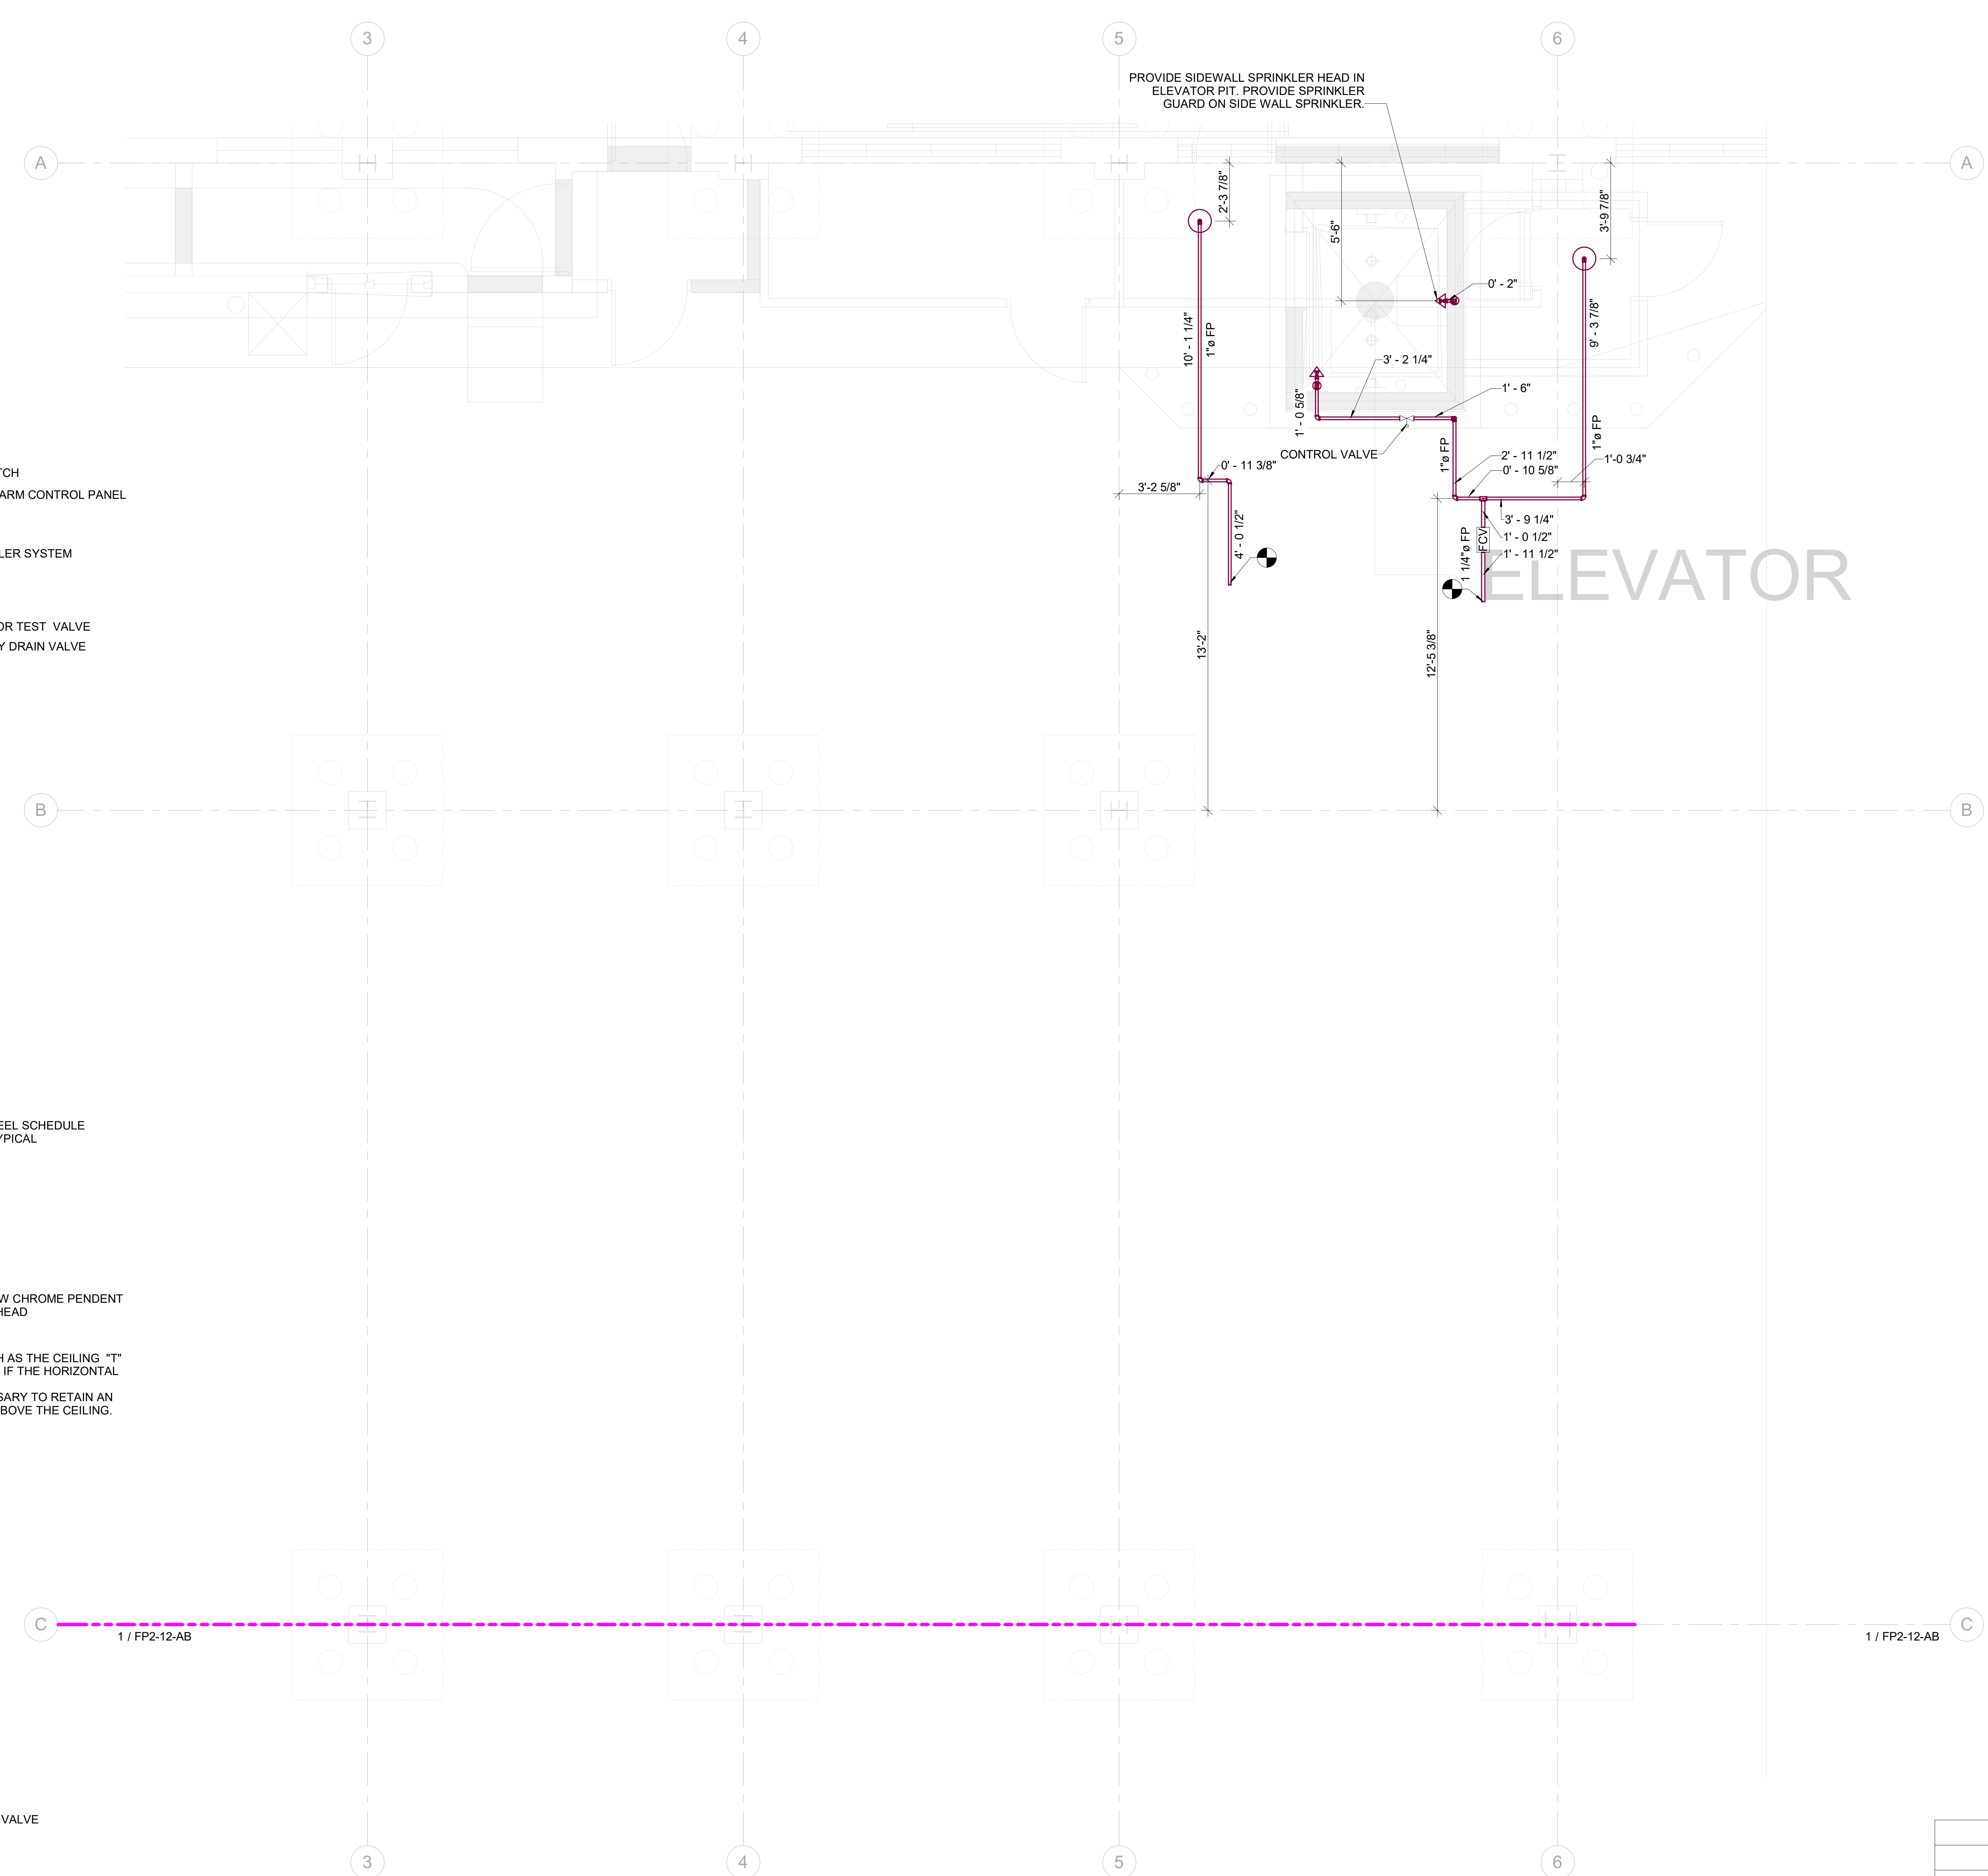 3
4
5
6
PROVIDE SIDEWALL SPRINKLER HEAD IN
ELEVATOR PIT. PROVIDE SPRINKLER
GUARD ON SIDE WALL SPRINKLER.
A
A
2'-3 7/8"
5'-6"
3'-9 7/8"
0' - 2"
10' - 1 1/4"
1"ø FP
9' - 3 7/8"
3' - 2 1/4"
1' - 6"
1' - 0 5/8"
1"ø FP
CONTROL VALVE
1"ø FP
2' - 11 1/2"
1'-0 3/4"
0' - 11 3/8"
0' - 10 5/8"
3'-2 5/8"
4' - 0 1/2"
3' - 9 1/4"
FCV
1' - 0 1/2"
1' - 11 1/2"
1 1/4"ø FP
ELEVATOR
13'-2"
12'-5 3/8"
TCH
ARM CONTROL PANEL
LER SYSTEM
OR TEST VALVE
Y DRAIN VALVE
B
B
EEL SCHEDULE
YPICAL
W CHROME PENDENT
HEAD
H AS THE CEILING "T"
IF THE HORIZONTAL
SARY TO RETAIN AN
BOVE THE CEILING.
C
C
1 / FP2-12-AB
1 / FP2-12-AB
VALVE
3
4
5
6